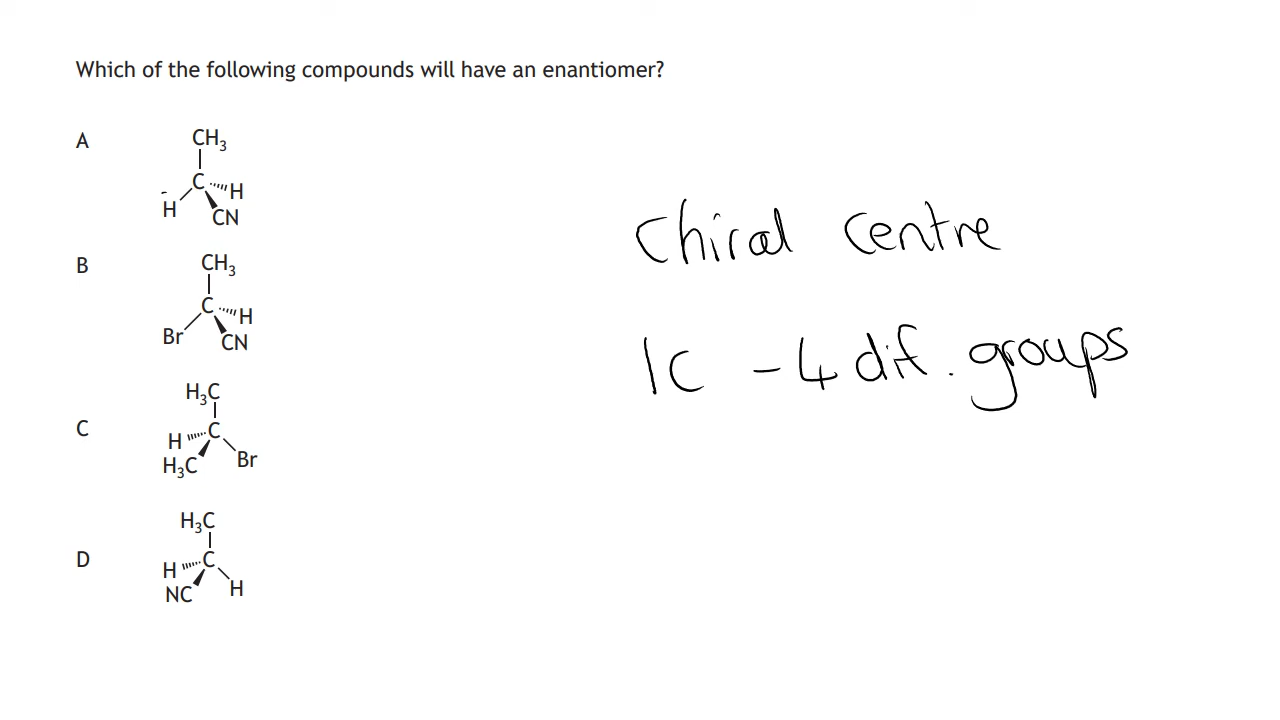 Which of the following compounds will have an enantiomer?
A
CH₃
C H
H CN
B
CH₃
C H
Br CN
C
H₃C
H C
H₃C Br
D
H₃C
H C
NC H
Chiral centre
1C - 4 dif. groups